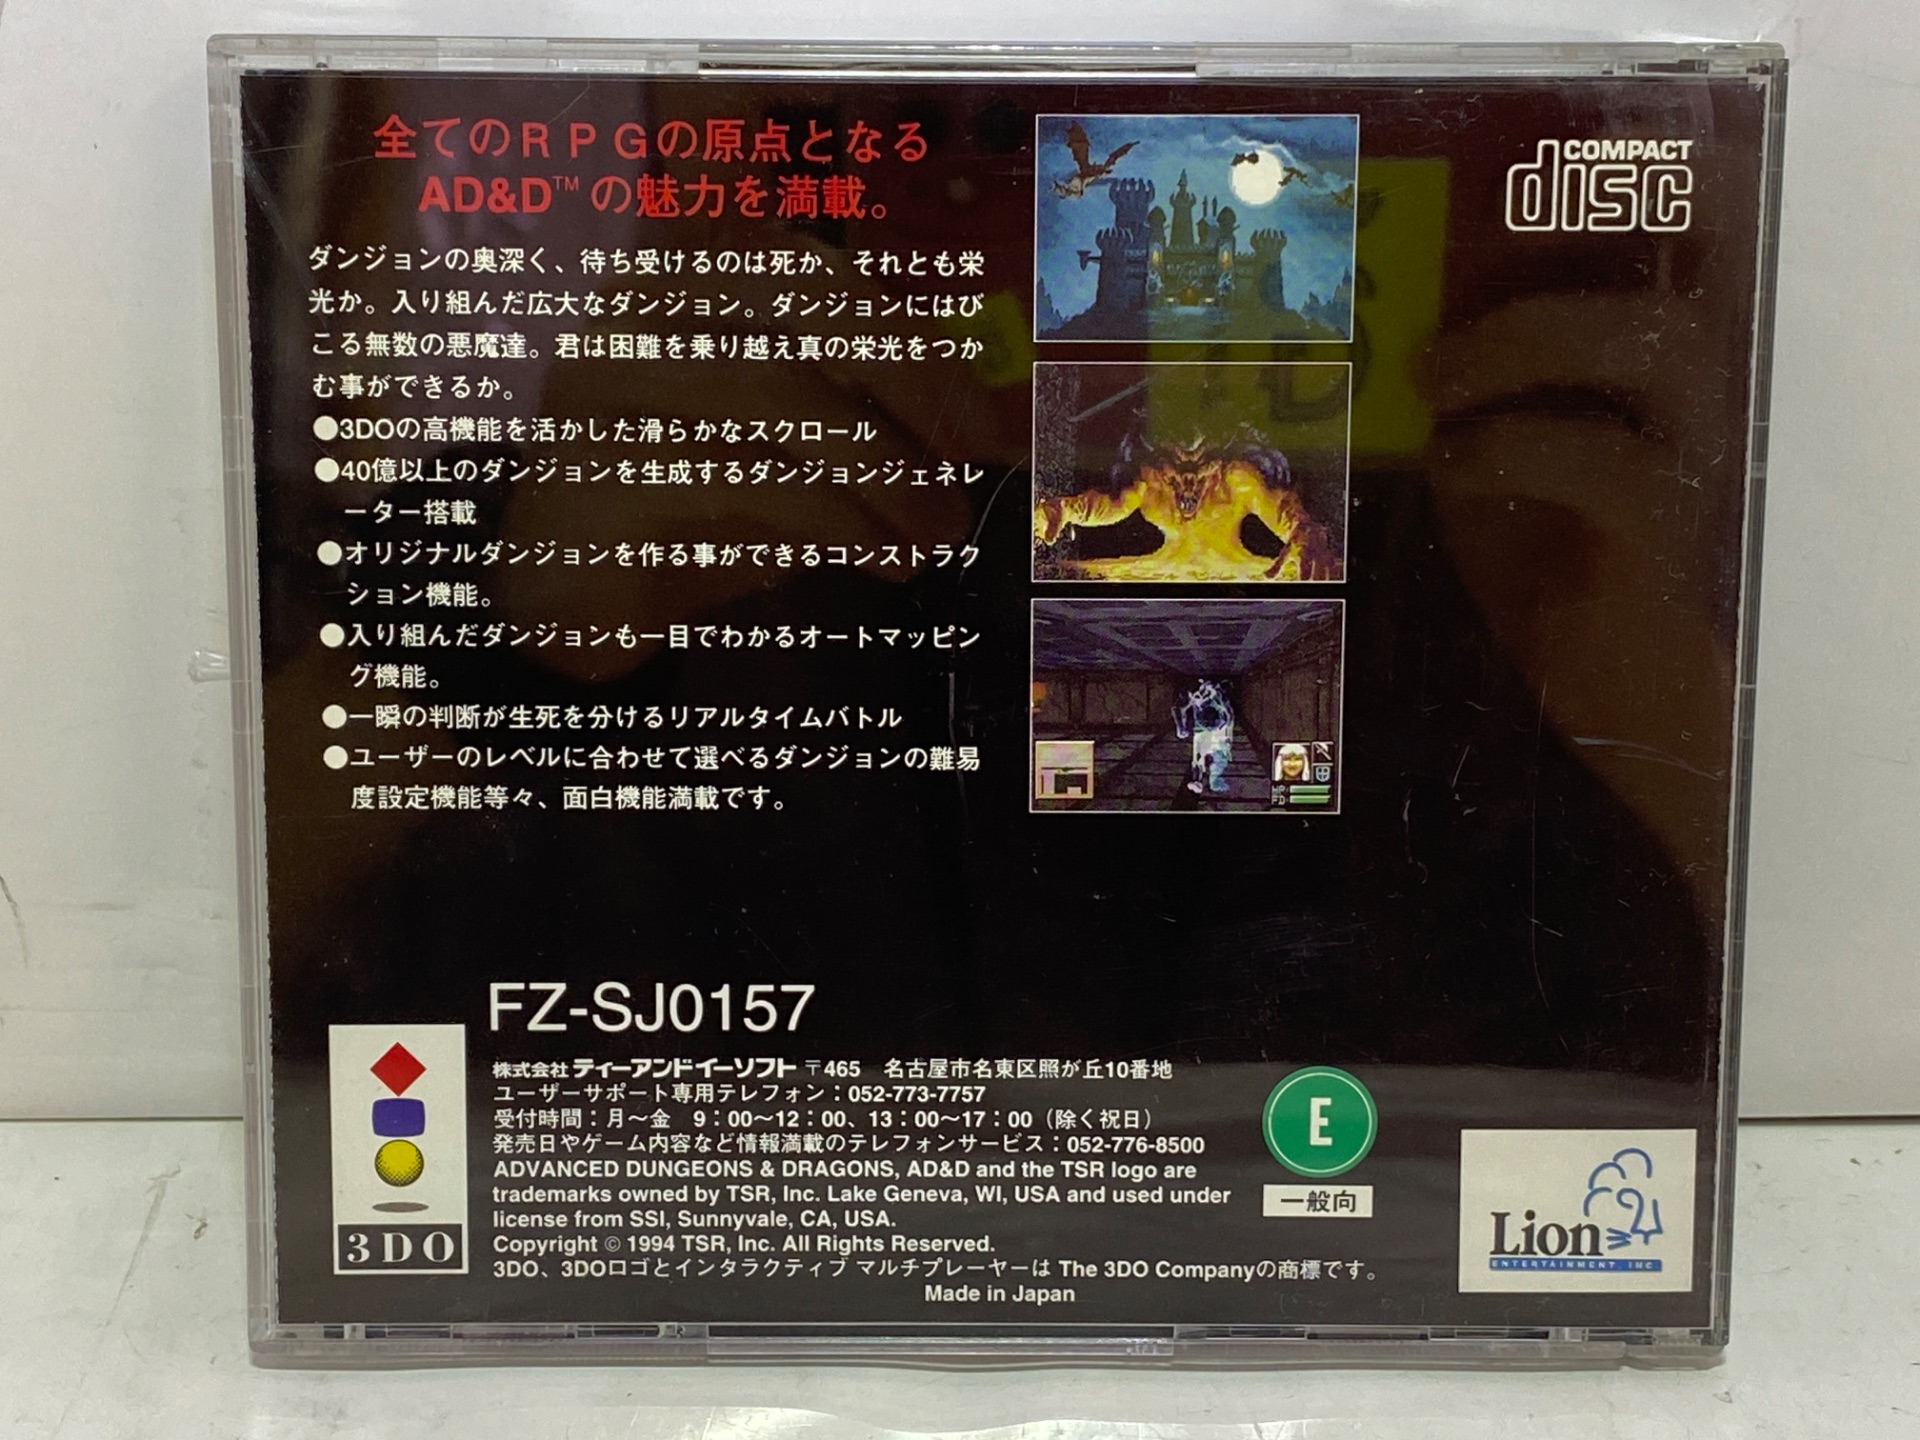 全てのRPGの原点となる
AD&D™の魅力を満載。
ダンジョンの奥深く、待ち受けるのは死か、それとも栄
光か。入り組んだ広大なダンジョン。ダンジョンにはび
こる無数の悪魔達。君は困難を乗り越え真の栄光をつか
む事ができるか。
●3DOの高機能を活かした滑らかなスクロール
●40億以上のダンジョンを生成するダンジョンジェネレ
ーター搭載
●オリジナルダンジョンを作る事ができるコンストラク
ション機能。
●入り組んだダンジョンも一目でわかるオートマッピン
グ機能。
●一瞬の判断が生死を分けるリアルタイムバトル
●ユーザーのレベルに合わせて選べるダンジョンの難易
度設定機能等々、面白機能満載です。
COMPACT
disc
HP:
FD:
FZ-SJ0157
株式会社ティーアンドイーソフト 〒465 名古屋市名東区照が丘10番地
ユーザーサポート専用テレフォン：052-773-7757
受付時間：月〜金 9：00〜12：00、13：00〜17：00（除く祝日）
発売日やゲーム内容など情報満載のテレフォンサービス：052-776-8500
ADVANCED DUNGEONS & DRAGONS, AD&D and the TSR logo are
trademarks owned by TSR, Inc. Lake Geneva, WI, USA and used under
license from SSI, Sunnyvale, CA, USA.
Copyright © 1994 TSR, Inc. All Rights Reserved.
3DO、3DOロゴとインタラクティブ マルチプレーヤーは The 3DO Companyの商標です。
Made in Japan
3DO
E
一般向
Lion
ENTERTAINMENT, INC.